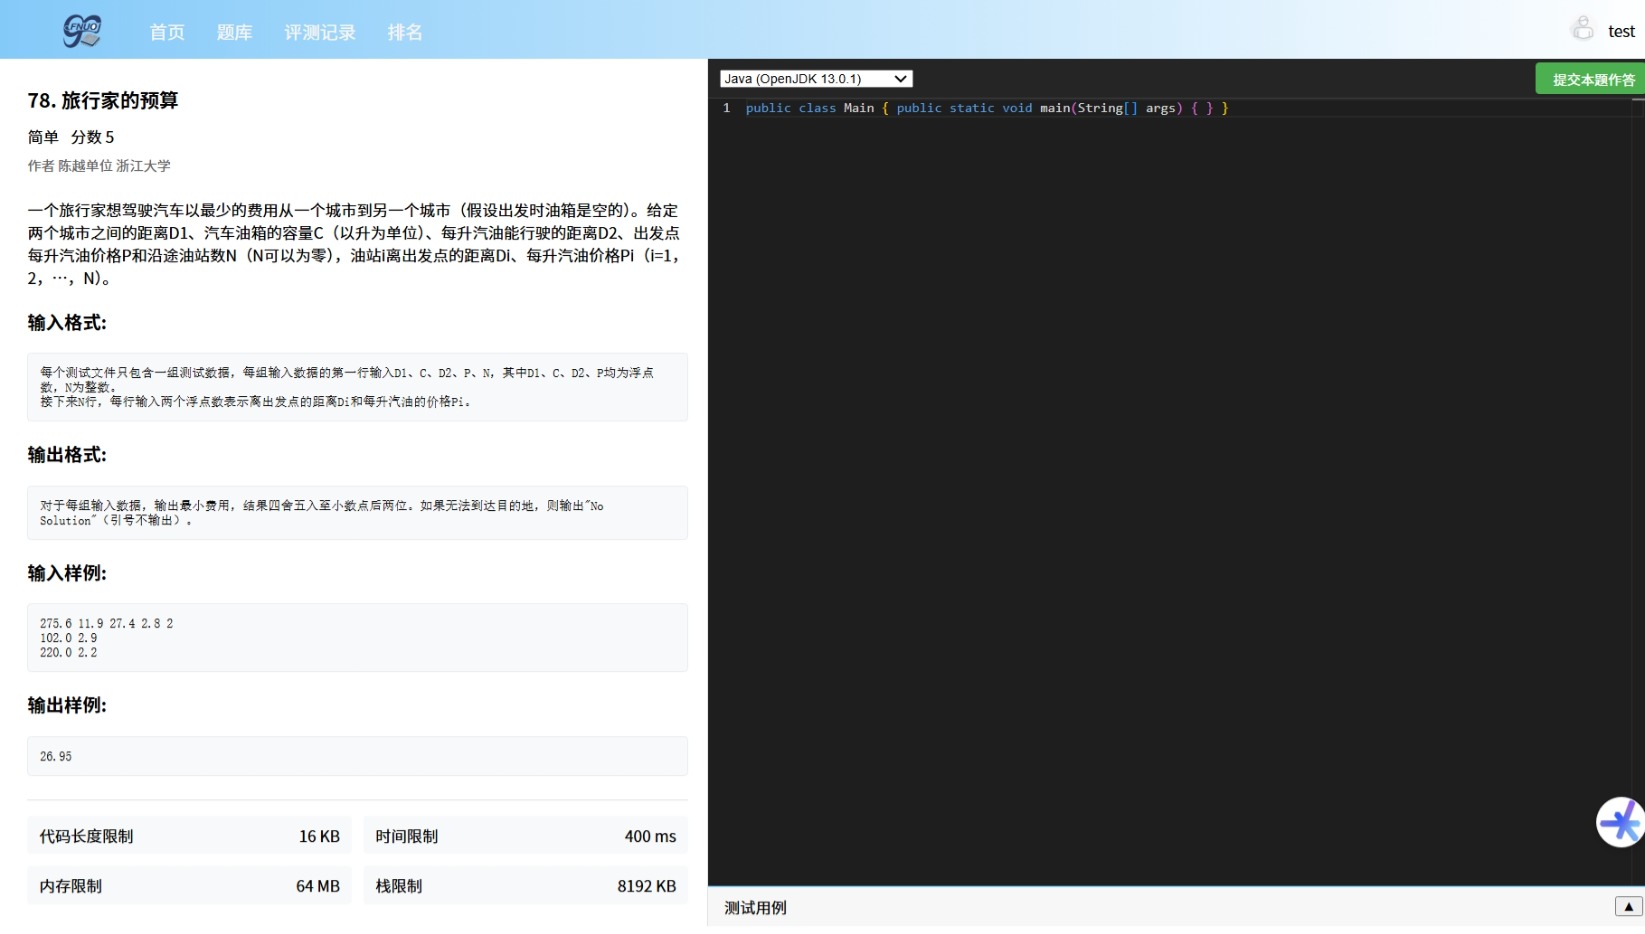 FNUO
首页 题库 评测记录 排名
test
78. 旅行家的预算
简单 分数 5
作者 陈越单位 浙江大学
一个旅行家想驾驶汽车以最少的费用从一个城市到另一个城市（假设出发时油箱是空的）。给定
两个城市之间的距离D1、汽车油箱的容量C（以升为单位）、每升汽油能行驶的距离D2、出发点
每升汽油价格P和沿途油站数N（N可以为零），油站i离出发点的距离Di、每升汽油价格Pi（i=1，
2，…，N）。
输入格式:
每个测试文件只包含一组测试数据，每组输入数据的第一行输入D1、C、D2、P、N，其中D1、C、D2、P均为浮点
数，N为整数。
接下来N行，每行输入两个浮点数表示离出发点的距离Di和每升汽油的价格Pi。
输出格式:
对于每组输入数据，输出最小费用，结果四舍五入至小数点后两位。如果无法到达目的地，则输出"No
Solution"（引号不输出）。
输入样例:
275.6 11.9 27.4 2.8 2
102.0 2.9
220.0 2.2
输出样例:
26.95
代码长度限制 16 KB
时间限制 400 ms
内存限制 64 MB
栈限制 8192 KB
Java (OpenJDK 13.0.1)
提交本题作答
1 public class Main { public static void main(String[] args) { } }
测试用例
▲